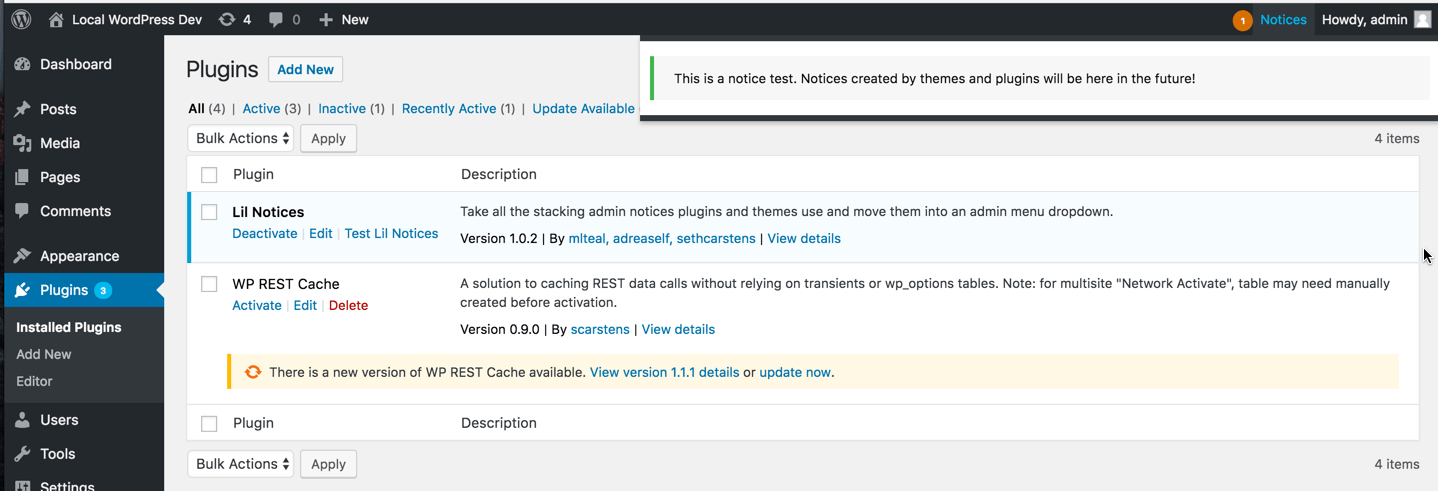 Local WordPress Dev 4 0 New 1 Notices Howdy, admin
Dashboard
Posts
Media
Pages
Comments
Appearance
Plugins 3
Installed Plugins
Add New
Editor
Users
Tools
Settings
Plugins Add New
This is a notice test. Notices created by themes and plugins will be here in the future!
All (4) | Active (3) | Inactive (1) | Recently Active (1) | Update Available
Bulk Actions Apply 4 items
Plugin Description
Lil Notices
Deactivate | Edit | Test Lil Notices
Take all the stacking admin notices plugins and themes use and move them into an admin menu dropdown.
Version 1.0.2 | By mlteal, adreaself, sethcarstens | View details
WP REST Cache
Activate | Edit | Delete
A solution to caching REST data calls without relying on transients or wp_options tables. Note: for multisite "Network Activate", table may need manually
created before activation.
Version 0.9.0 | By scarstens | View details
There is a new version of WP REST Cache available. View version 1.1.1 details or update now.
Plugin Description
Bulk Actions Apply 4 items